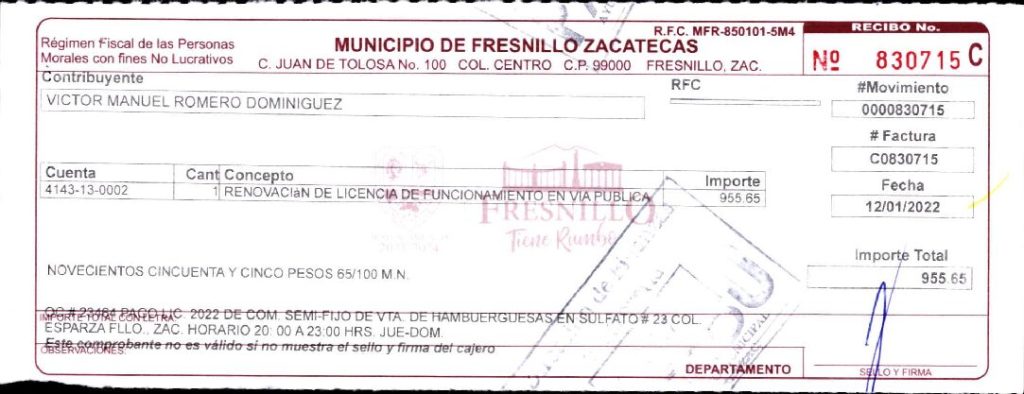 R.F.C. MFR-850101-5M4
RECIBO No.
Régimen Fiscal de las Personas
Morales con fines No Lucrativos
MUNICIPIO DE FRESNILLO ZACATECAS
C. JUAN DE TOLOSA No. 100 COL. CENTRO C.P. 99000 FRESNILLO, ZAC.
Nº 830715 C
Contribuyente
RFC
#Movimiento
VICTOR MANUEL ROMERO DOMINIGUEZ
0000830715
# Factura
C0830715
Cuenta Cant Concepto Importe
Fecha
4143-13-0002 1 RENOVACIóN DE LICENCIA DE FUNCIONAMIENTO EN VIA PUBLICA 955.65
12/01/2022
FRESNILLO
Tiene Rumbo
Importe Total
NOVECIENTOS CINCUENTA Y CINCO PESOS 65/100 M.N.
955.65
OC # 23484 PAGO LIC. 2022 DE COM. SEMI-FIJO DE VTA. DE HAMBURGUESAS EN SULFATO # 23 COL.
IMPORTE TOTAL CON LETRA:
ESPARZA FLLO.. ZAC. HORARIO 20: 00 A 23:00 HRS. JUE-DOM.
Este comprobante no es válido si no muestra el sello y firma del cajero
OBSERVACIONES:
DEPARTAMENTO
SELLO Y FIRMA